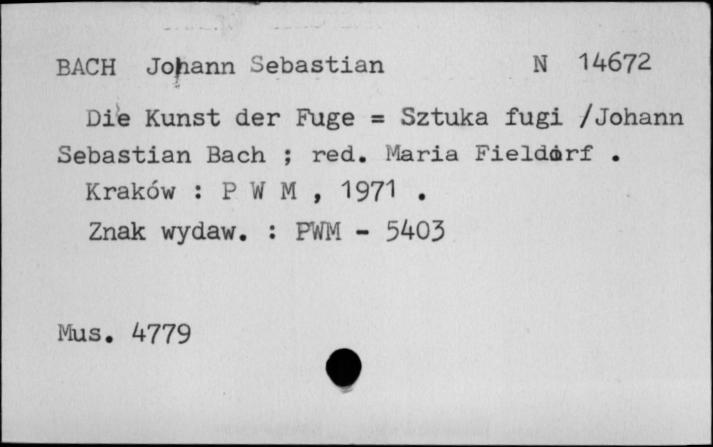 BACH Johann Sebastian N 14672
Die Kunst der Fuge = Sztuka fugi /Johann
Sebastian Bach ; red. Maria Fieldorf .
Kraków : P W M , 1971 .
Znak wydaw. : PWM - 5403
Mus. 4779